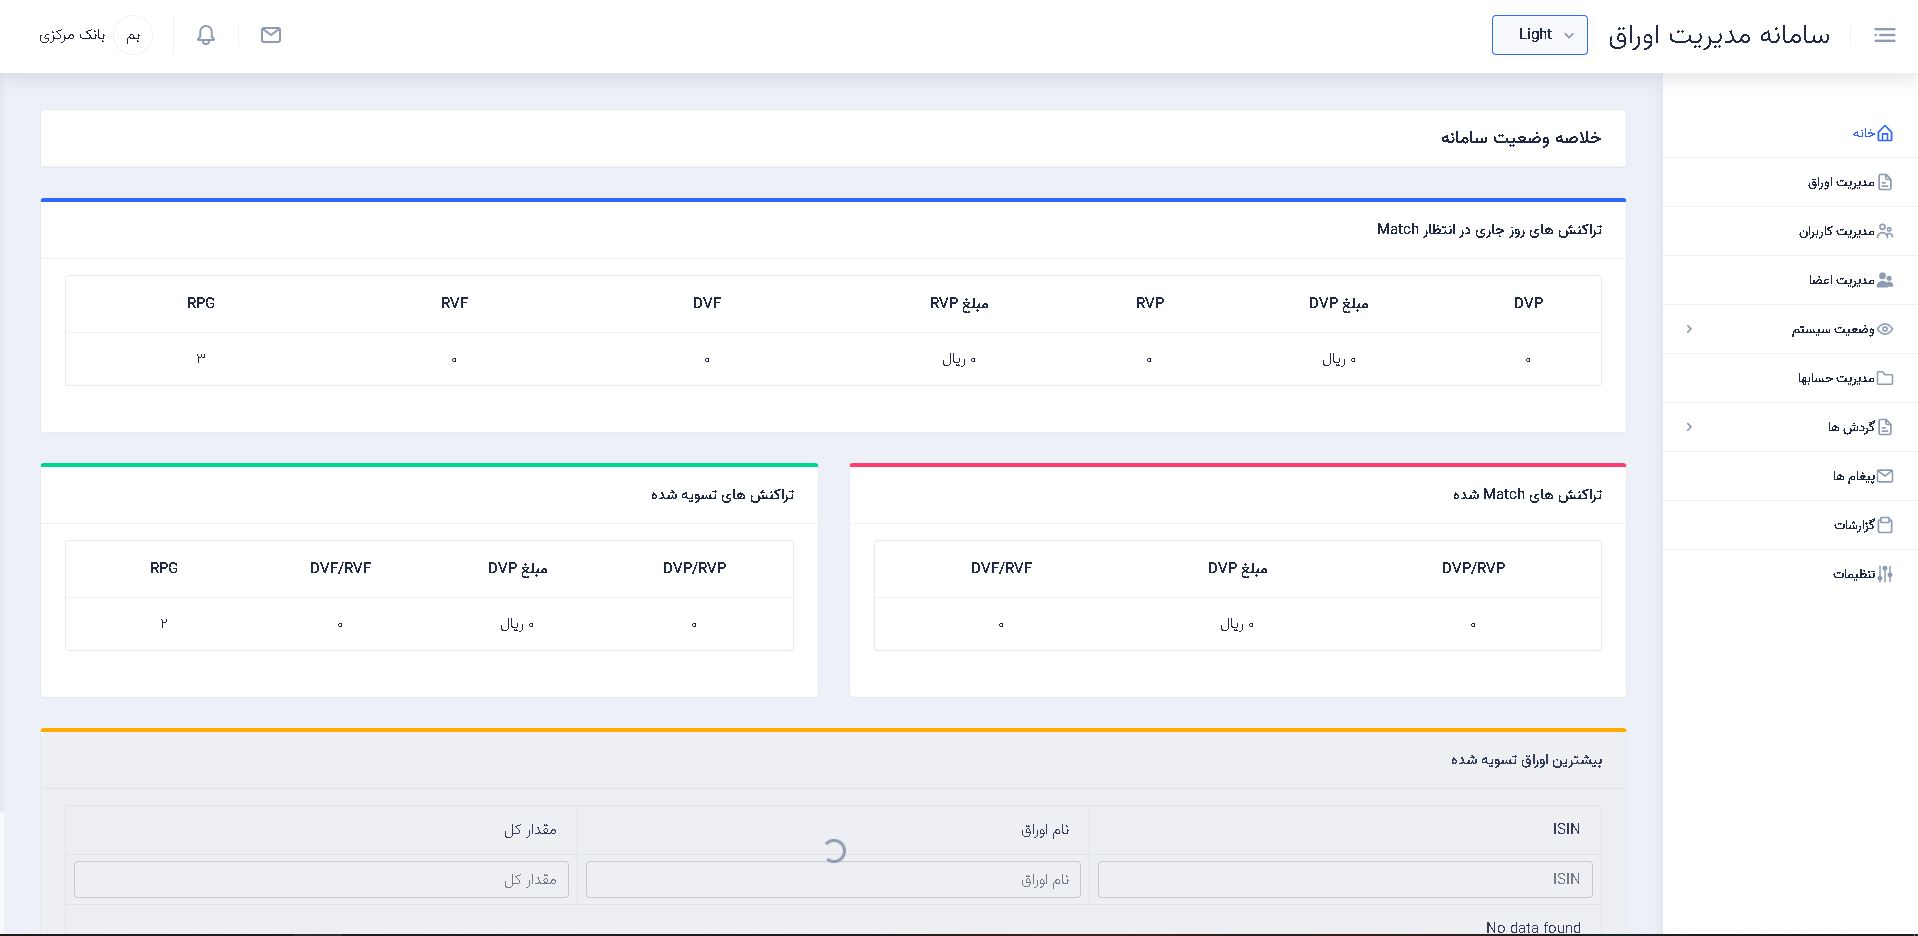 سامانه مدیریت اوراق
Light
بم
بانک مرکزی
خانه
مدیریت اوراق
مدیریت کاربران
مدیریت اعضا
وضعیت سیستم
مدیریت حسابها
گردش ها
پیغام ها
گزارشات
تنظیمات
خلاصه وضعیت سامانه
تراکنش های روز جاری در انتظار Match
DVP مبلغ DVP RVP مبلغ RVP DVF RVF RPG
۰ ۰ ریال ۰ ۰ ریال ۰ ۰ ۳
تراکنش های Match شده
DVP/RVP مبلغ DVP DVF/RVF
۰ ۰ ریال ۰
تراکنش های تسویه شده
DVP/RVP مبلغ DVP DVF/RVF RPG
۰ ۰ ریال ۰ ۲
بیشترین اوراق تسویه شده
ISIN نام اوراق مقدار کل
ISIN نام اوراق مقدار کل
No data found